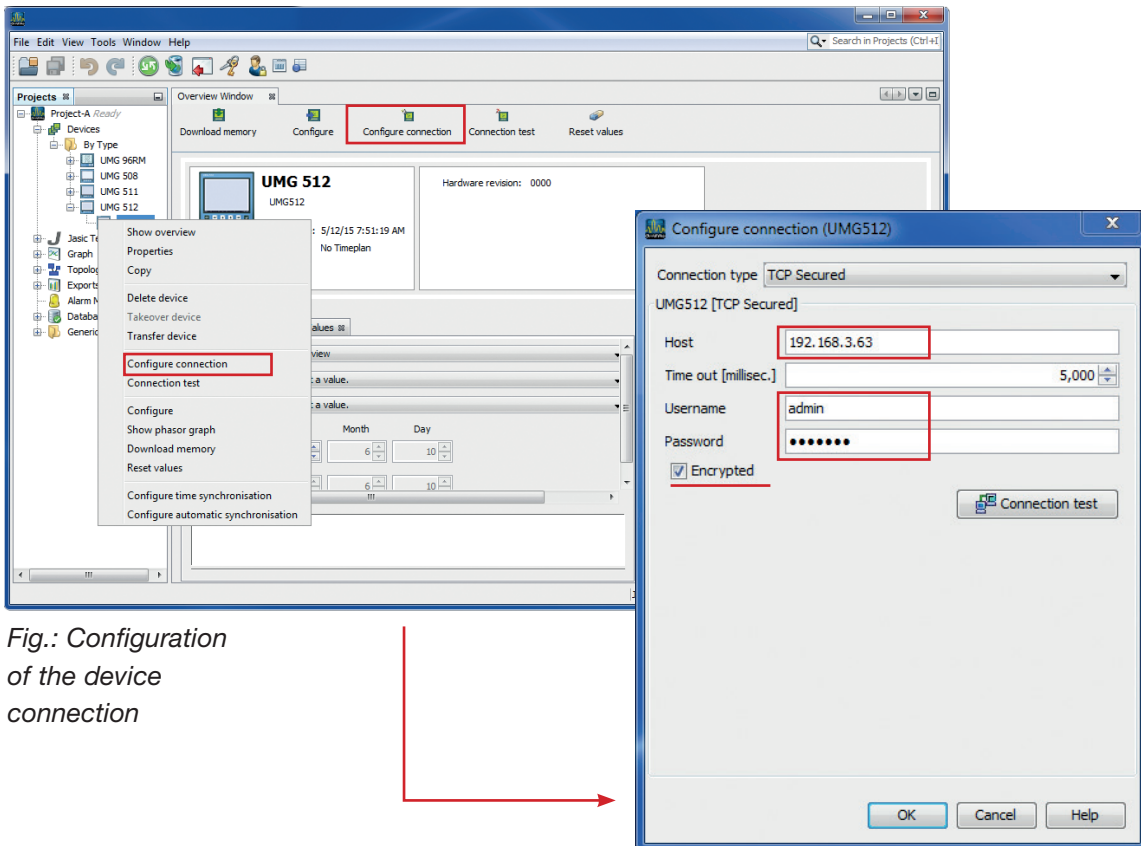 File Edit View Tools Window Help
Search in Projects (Ctrl+I
Projects
Project-A Ready
Devices
By Type
UMG 96RM
UMG 508
UMG 511
UMG 512
Jasic Te
Graph
Topolog
Exports
Alarm M
Databa
Generic
Overview Window
Download memory Configure Configure connection Connection test Reset values
UMG 512
UMG512
Hardware revision: 0000
: 5/12/15 7:51:19 AM
No Timeplan
Show overview
Properties
Copy
Delete device
Takeover device
Transfer device
Configure connection
Connection test
Configure
Show phasor graph
Download memory
Reset values
Configure time synchronisation
Configure automatic synchronisation
alues
view
t a value.
t a value.
Month Day
6 10
6 10
Configure connection (UMG512)
Connection type TCP Secured
UMG512 [TCP Secured]
Host 192.168.3.63
Time out [millisec.] 5,000
Username admin
Password •••••••
Encrypted
Connection test
OK Cancel Help
Fig.: Configuration
of the device
connection